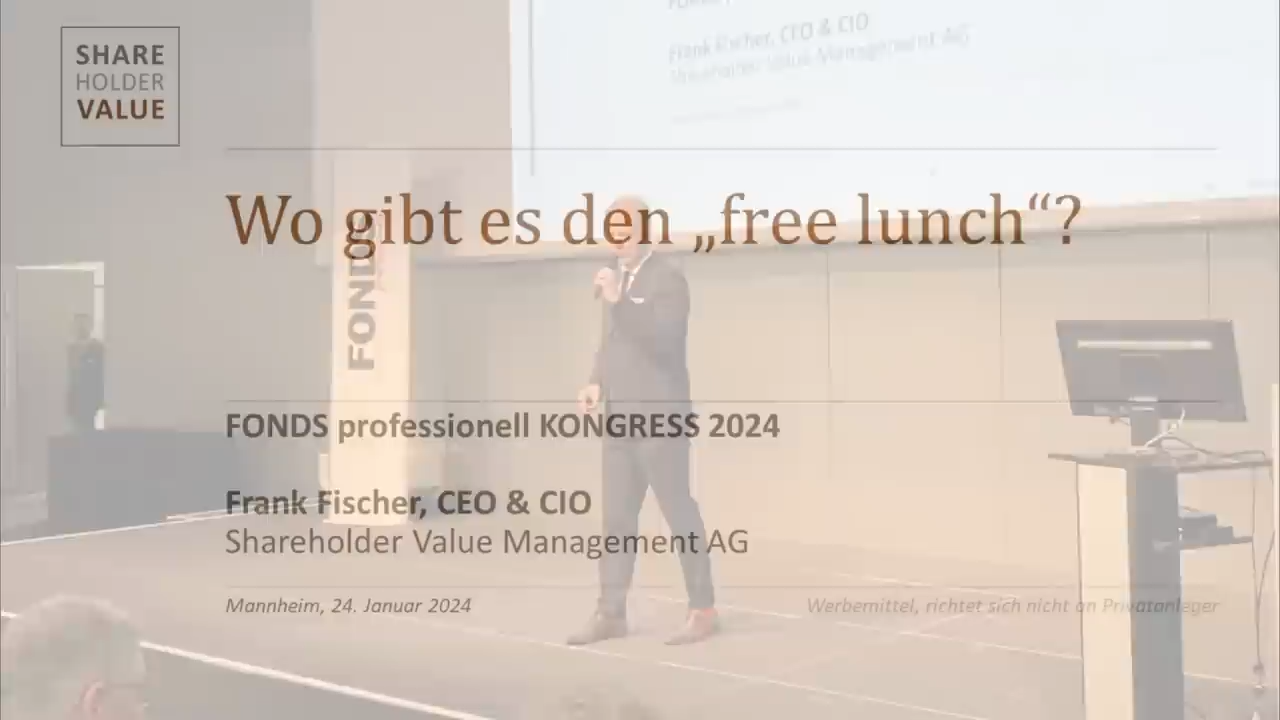 SHARE
HOLDER
VALUE
Frank Fischer, CEO & CIO
Shareholder Value Management AG
Wo gibt es den „free lunch“?
FOND
FONDS professionell KONGRESS 2024
Frank Fischer, CEO & CIO
Shareholder Value Management AG
Mannheim, 24. Januar 2024
Werbemittel, richtet sich nicht an Privatanleger